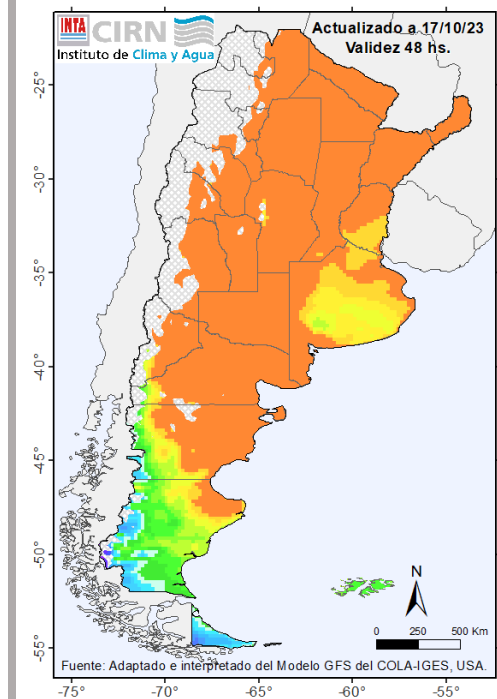 INTA CIRN
Instituto de Clima y Agua
Actualizado a 17/10/23
Validez 48 hs.
-25°
-30°
-35°
-40°
-45°
-50°
-55°
N
0 250 500 Km
Fuente: Adaptado e interpretado del Modelo GFS del COLA-IGES, USA.
-75° -70° -65° -60° -55°